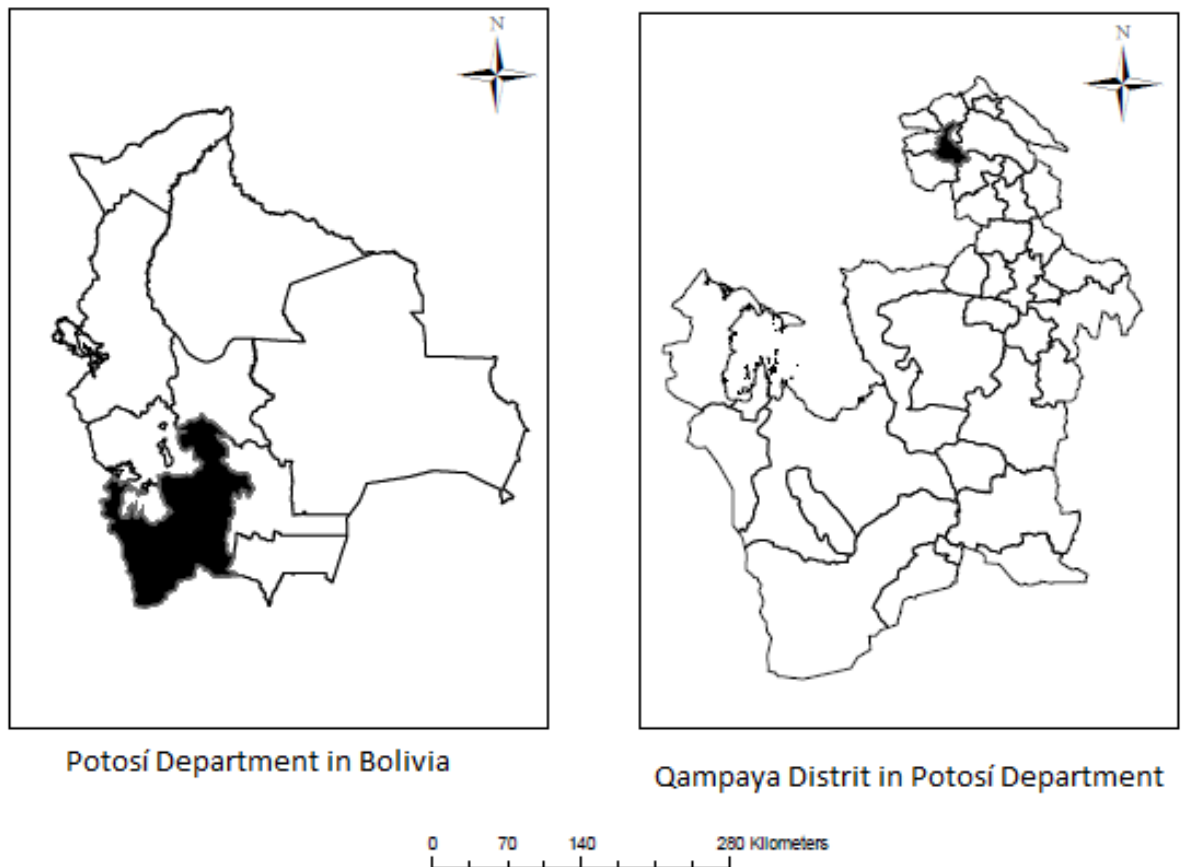 N
N
Potosí Department in Bolivia
Qampaya Distrit in Potosí Department
0 70 140 280 Kilometers